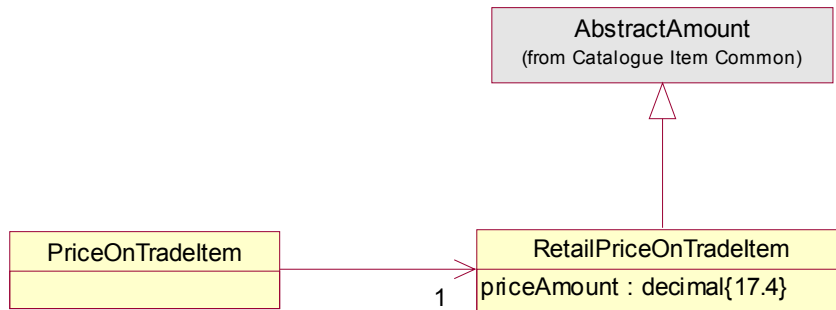 AbstractAmount
(from Catalogue Item Common)
PriceOnTradeItem
RetailPriceOnTradeItem
1
priceAmount : decimal{17.4}